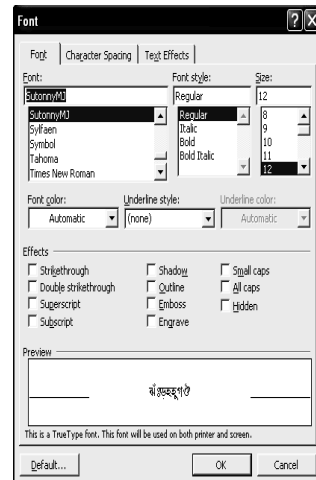 Font
Font Character Spacing Text Effects
Font: Font style: Size:
SutonnyMJ Regular 12
SutonnyMJ Regular 8
Sylfaen Italic 9
Symbol Bold 10
Tahoma Bold Italic 11
Times New Roman 12
Font color: Underline style: Underline color:
Automatic (none) Automatic
Effects
Strikethrough Shadow Small caps
Double strikethrough Outline All caps
Superscript Emboss Hidden
Subscript Engrave
Preview
This is a TrueType font. This font will be used on both printer and screen.
Default... OK Cancel